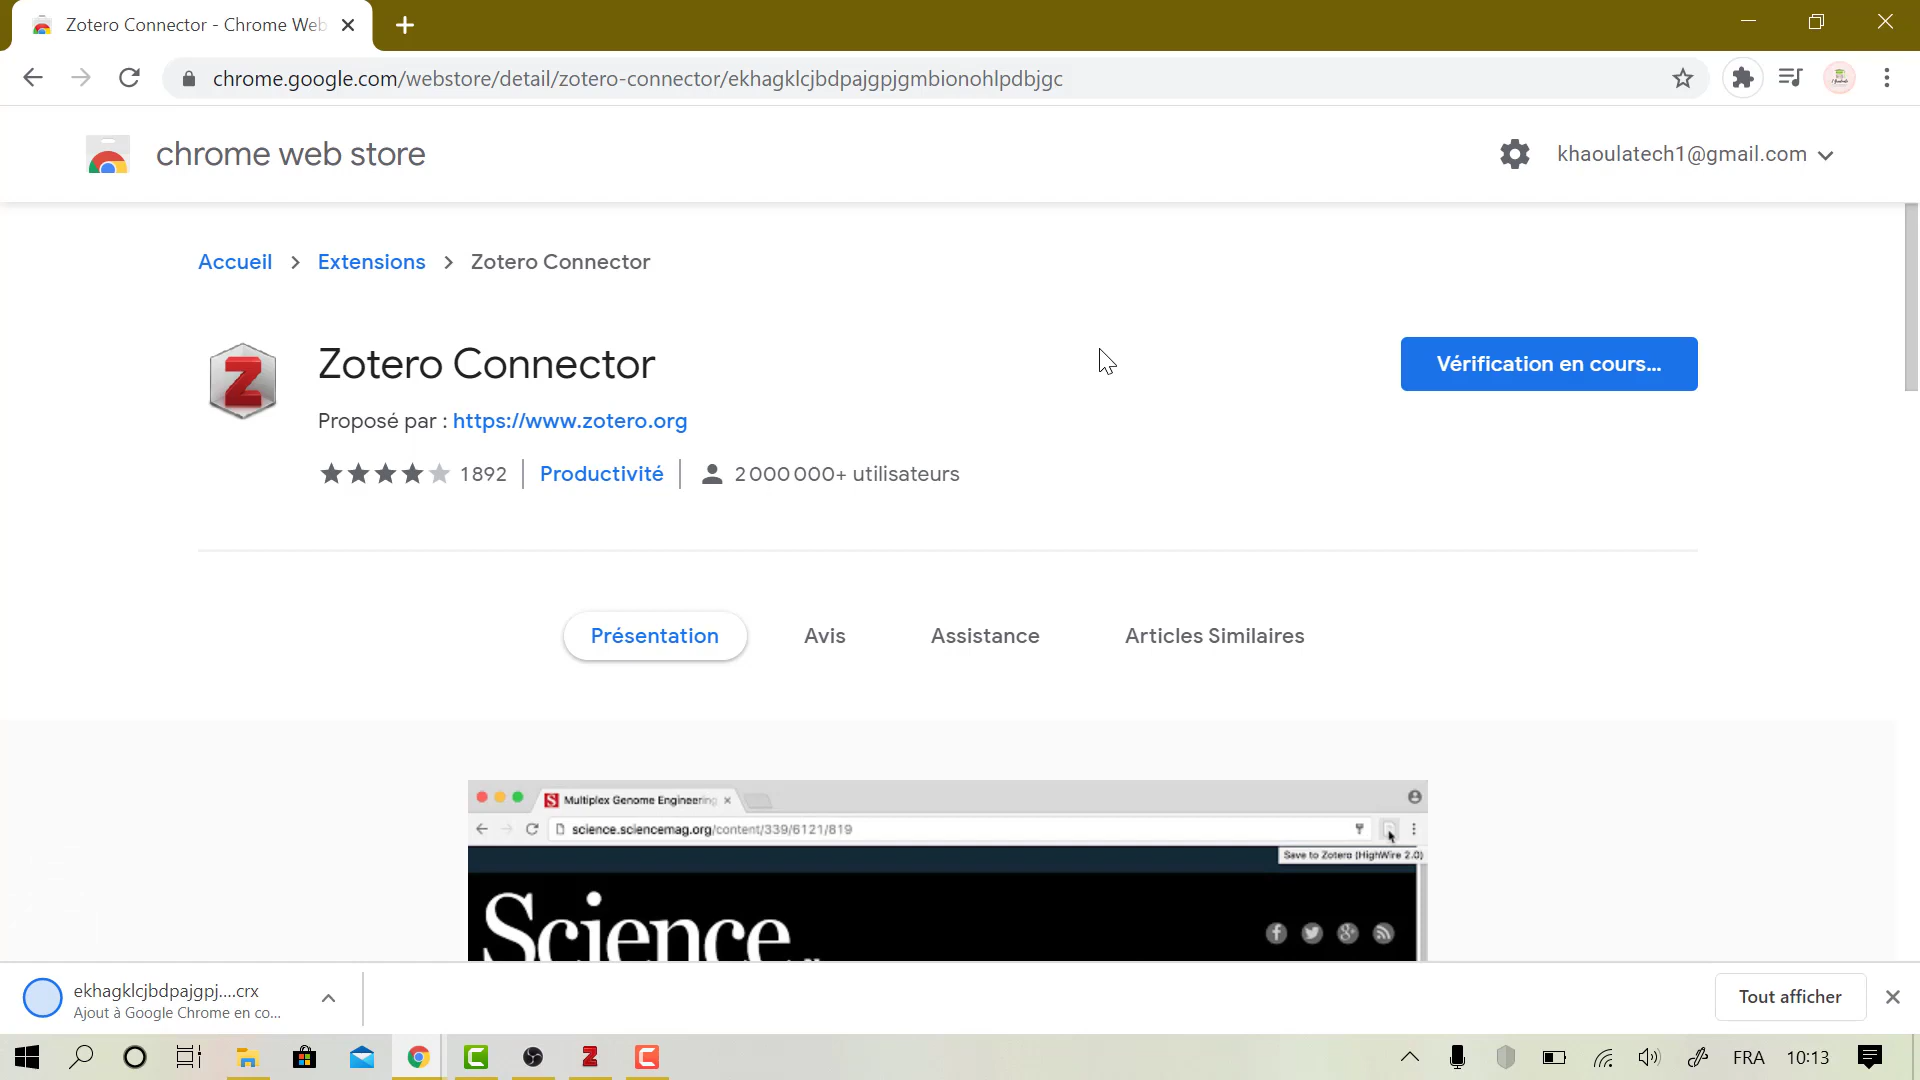 Zotero Connector - Chrome Web
chrome.google.com/webstore/detail/zotero-connector/ekhagklcjbdpajgpjgmbionohlpdbjgc
chrome web store
khaoulatech1@gmail.com
Accueil > Extensions > Zotero Connector
Z
Zotero Connector
Vérification en cours...
Proposé par : https://www.zotero.org
1 892
Productivité
2 000 000+ utilisateurs
Présentation
Avis
Assistance
Articles Similaires
Multiplex Genome Engineering
science.sciencemag.org/content/339/6121/819
Save to Zotero (HighWire 2.0)
Science
ekhagklcjbdpajgpj....crx
Ajout à Google Chrome en co...
Tout afficher
FRA
10:13